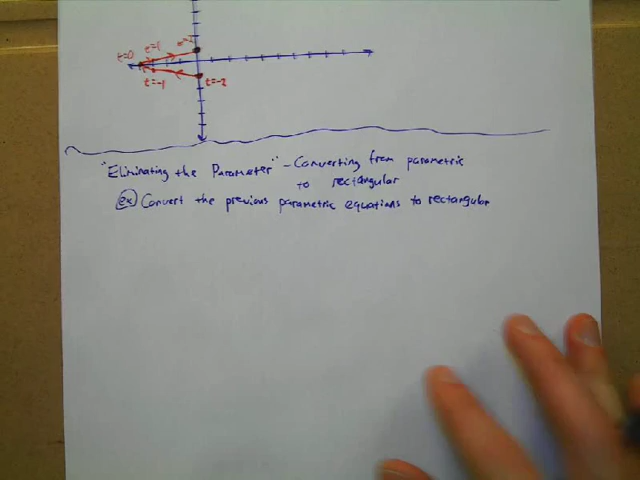 t=0 t=1 t=2
t=-1 t=-2
"Eliminating the Parameter" - Converting from parametric
to rectangular
ex Convert the previous parametric equations to rectangular